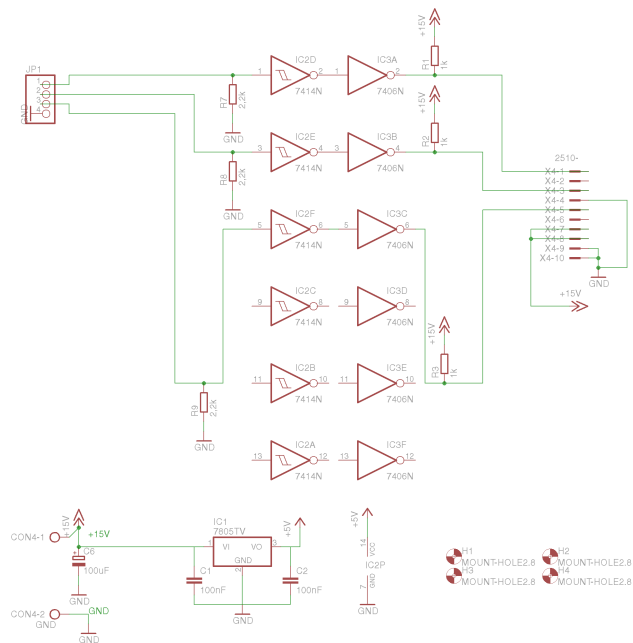 JP1
1
2
3
4
GND
R7
2,2k
GND
1
IC2D
2
7414N
1
IC3A
2
7406N
+15V
R1
1k
R8
2,2k
GND
3
IC2E
4
7414N
3
IC3B
4
7406N
+15V
R2
1k
5
IC2F
6
7414N
5
IC3C
6
7406N
2510-
X4-1
X4-2
X4-3
X4-4
X4-5
X4-6
X4-7
X4-8
X4-9
X4-10
GND
+15V
9
IC2C
8
7414N
9
IC3D
8
7406N
11
IC2B
10
7414N
11
IC3E
10
7406N
+15V
R3
1k
R9
2,2k
GND
13
IC2A
12
7414N
13
IC3F
12
7406N
CON4-1
+15V
+15V
C6
100uF
GND
CON4-2
GND
GND
IC1
7805TV
1
VI
VO
3
GND
2
C1
100nF
C2
100nF
GND
+5V
+5V
14
VCC
IC2P
7
GND
GND
H1
MOUNT-HOLE2.8
H2
MOUNT-HOLE2.8
H3
MOUNT-HOLE2.8
H4
MOUNT-HOLE2.8